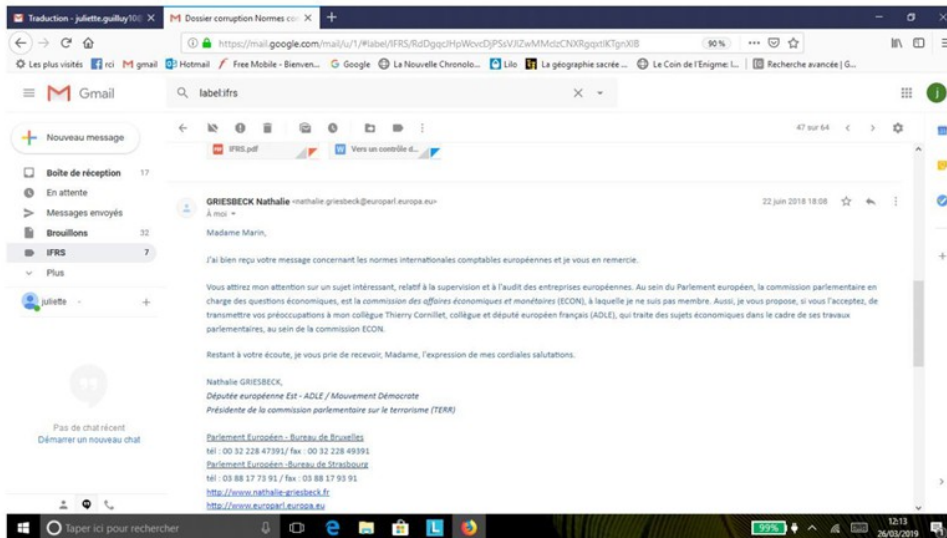 Traduction - juliette.guilluy10
Dossier corruption Normes co
https://mail.google.com/mail/u/1/#label/IFRS/
90 %
Les plus visités
rci
M gmail
Hotmail
Free Mobile - Bienven...
Google
La Nouvelle Chronolo...
Lilo
La géographie sacrée ...
Le Coin de l'Enigme: l...
Recherche avancée | G...
Gmail
label:ifrs
j
Nouveau message
47 sur 64
IFRS.pdf
Vers un contrôle d...
Boîte de réception 17
En attente
Messages envoyés
Brouillons 32
IFRS 7
Plus
juliette
Pas de chat récent
Démarrer un nouveau chat
GRIESBECK Nathalie <nathalie.griesbeck@europarl.europa.eu>
22 juin 2018 18:08
À moi
Madame Marin,
J'ai bien reçu votre message concernant les normes internationales comptables européennes et je vous en remercie.
Vous attirez mon attention sur un sujet intéressant, relatif à la supervision et à l'audit des entreprises européennes. Au sein du Parlement européen, la commission parlementaire en
charge des questions économiques, est la commission des affaires économiques et monétaires (ECON), à laquelle je ne suis pas membre. Aussi, je vous propose, si vous l'acceptez, de
transmettre vos préoccupations à mon collègue Thierry Cornillet, collègue et député européen français (ADLE), qui traite des sujets économiques dans le cadre de ses travaux
parlementaires, au sein de la commission ECON.
Restant à votre écoute, je vous prie de recevoir, Madame, l'expression de mes cordiales salutations.
Nathalie GRIESBECK,
Députée européenne Est - ADLE / Mouvement Démocrate
Présidente de la commission parlementaire sur le terrorisme (TERR)
Parlement Européen - Bureau de Bruxelles
tél : 00 32 228 47391/ fax : 00 32 228 49391
Parlement Européen -Bureau de Strasbourg
tél : 03 88 17 73 91 / fax : 03 88 17 93 91
http://www.nathalie-griesbeck.fr
http://www.europarl.europa.eu
Taper ici pour rechercher
99%
12:13
26/03/2019